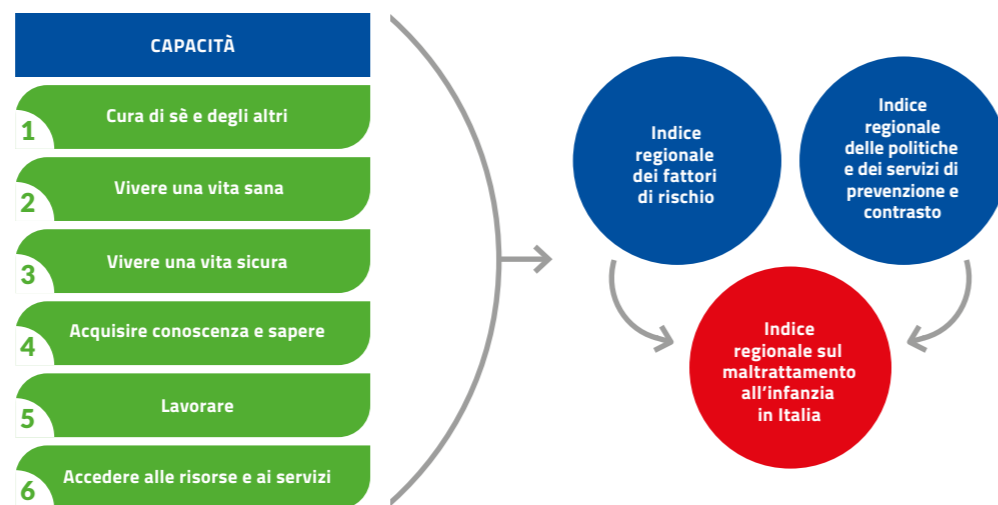 CAPACITÀ
1
Cura di sè e degli altri
2
Vivere una vita sana
3
Vivere una vita sicura
4
Acquisire conoscenza e sapere
5
Lavorare
6
Accedere alle risorse e ai servizi
Indice
regionale
dei fattori
di rischio
Indice
regionale
delle politiche
e dei servizi di
prevenzione e
contrasto
Indice
regionale sul
maltrattamento
all’infanzia
in Italia